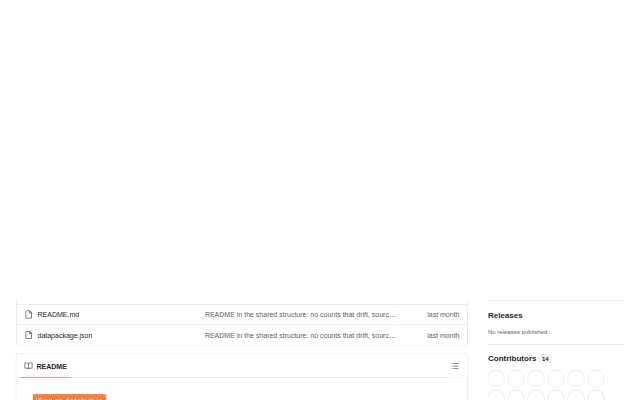 README.md README in the shared structure: no counts that drift, sourc... last month
datapackage.json README in the shared structure: no counts that drift, sourc... last month
README
Releases
No releases published
Contributors 14